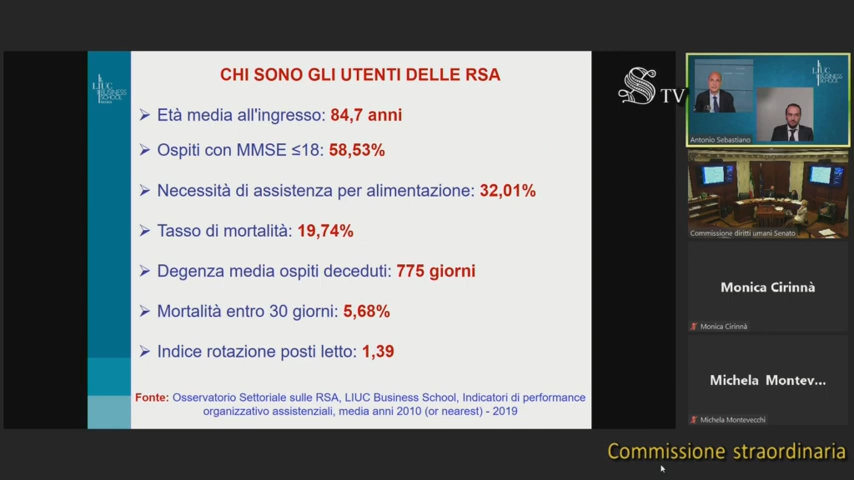 CHI SONO GLI UTENTI DELLE RSA
Età media all'ingresso: 84,7 anni
Ospiti con MMSE ≤18: 58,53%
Necessità di assistenza per alimentazione: 32,01%
Tasso di mortalità: 19,74%
Degenza media ospiti deceduti: 775 giorni
Mortalità entro 30 giorni: 5,68%
Indice rotazione posti letto: 1,39
Fonte: Osservatorio Settoriale sulle RSA, LIUC Business School, Indicatori di performance
organizzativo assistenziali, media anni 2010 (or nearest) - 2019
LIUC
BUSINESS
SCHOOL
S TV
LIUC
BUSINESS
SCHOOL
Antonio Sebastiano
Commissione diritti umani Senato
Monica Cirinnà
Monica Cirinnà
Michela Montev...
Michela Montevecchi
Commissione straordinaria